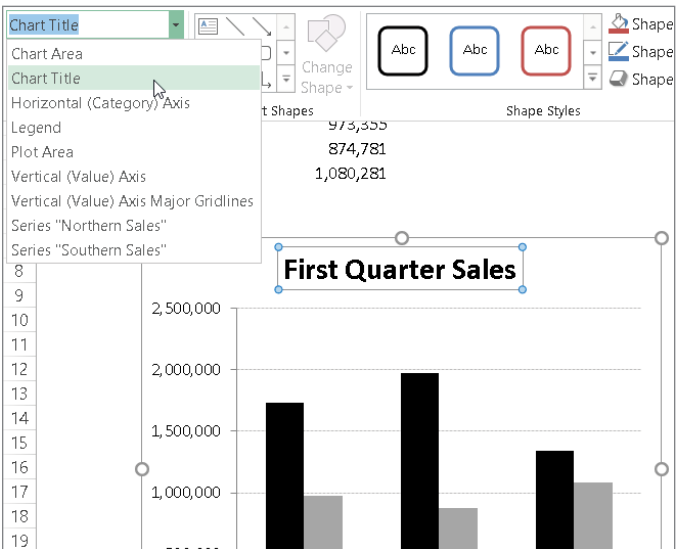 Chart Title
Chart Area
Chart Title
Horizontal (Category) Axis
Legend
Plot Area
Vertical (Value) Axis
Vertical (Value) Axis Major Gridlines
Series "Northern Sales"
Series "Southern Sales"
Change
Shape
Abc Abc Abc
Shape
Shape
Shape
t Shapes
Shape Styles
973,355
874,781
1,080,281
First Quarter Sales
8
9
10
11
12
13
14
15
16
17
18
19
2,500,000
2,000,000
1,500,000
1,000,000